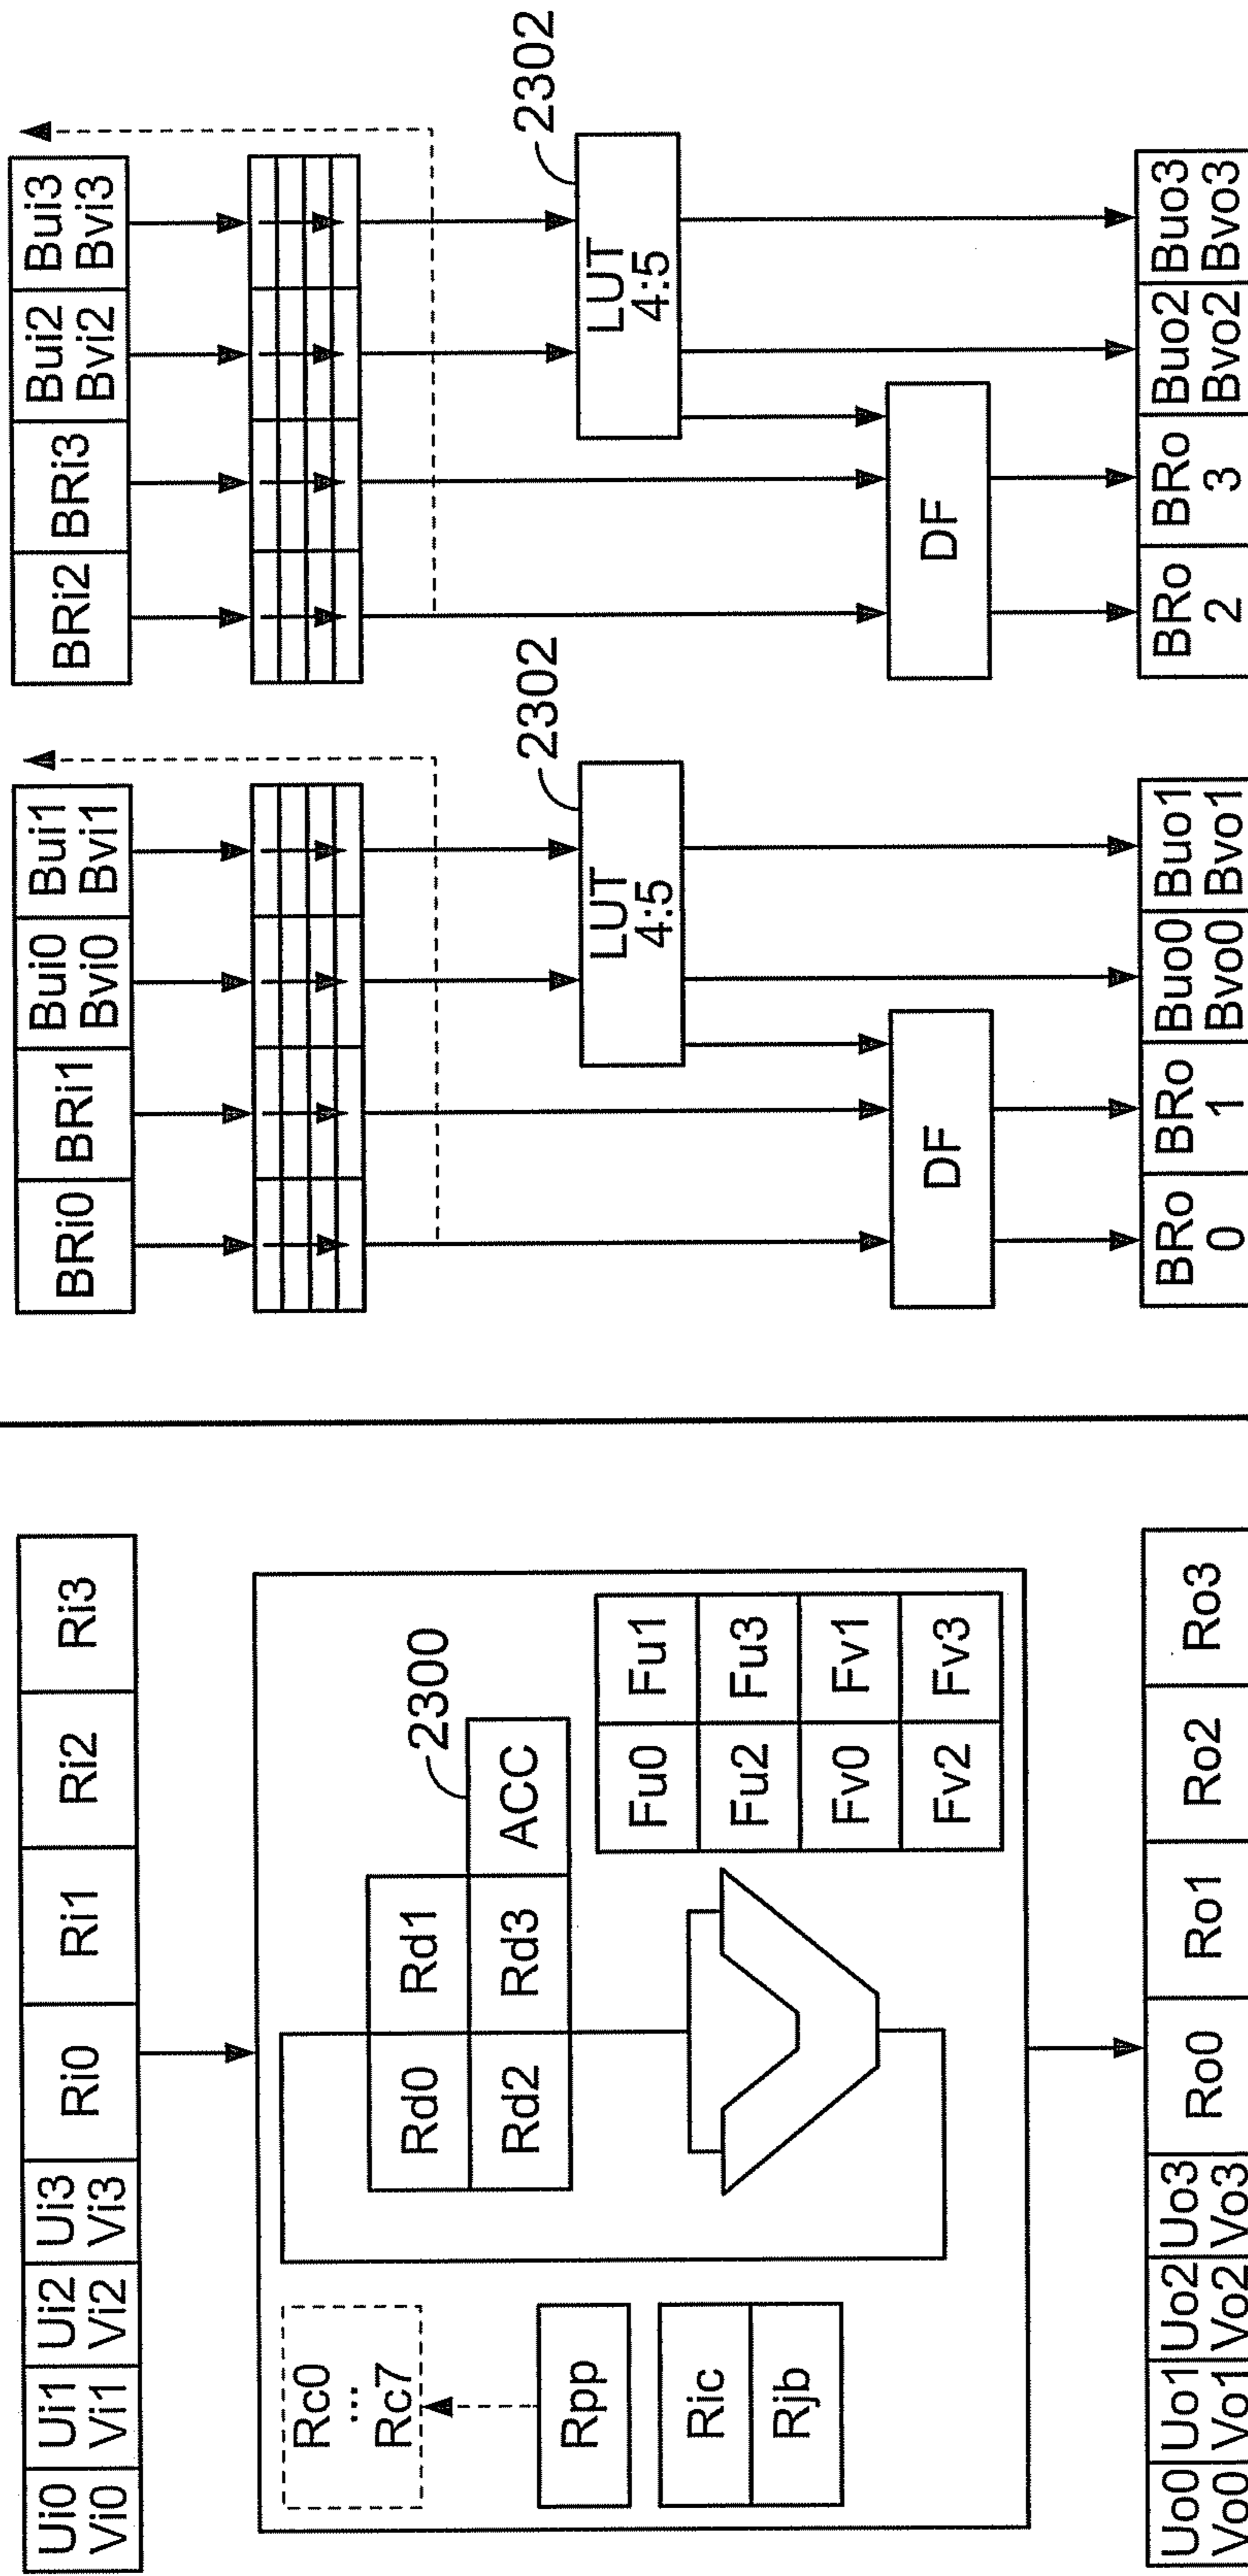 Ui0 Ui1 Ui2 Ui3 Ri0 Ri1 Ri2 Ri3
Vi0 Vi1 Vi2 Vi3
Rc0
...
Rc7
Rpp
Ric
Rjb
2300
Rd0 Rd1
Rd2 Rd3 ACC
Fu0 Fu1
Fu2 Fu3
Fv0 Fv1
Fv2 Fv3
Uo0 Uo1 Uo2 Uo3 Ro0 Ro1 Ro2 Ro3
Vo0 Vo1 Vo2 Vo3
BRi0 BRi1 Bui0 Bui1
Bvi0 Bvi1
2302
LUT
4:5
DF
BRo BRo Buo0 Buo1
0 1 Bvo0 Bvo1
BRi2 BRi3 Bui2 Bui3
Bvi2 Bvi3
2302
LUT
4:5
DF
BRo BRo Buo2 Buo3
2 3 Bvo2 Bvo3